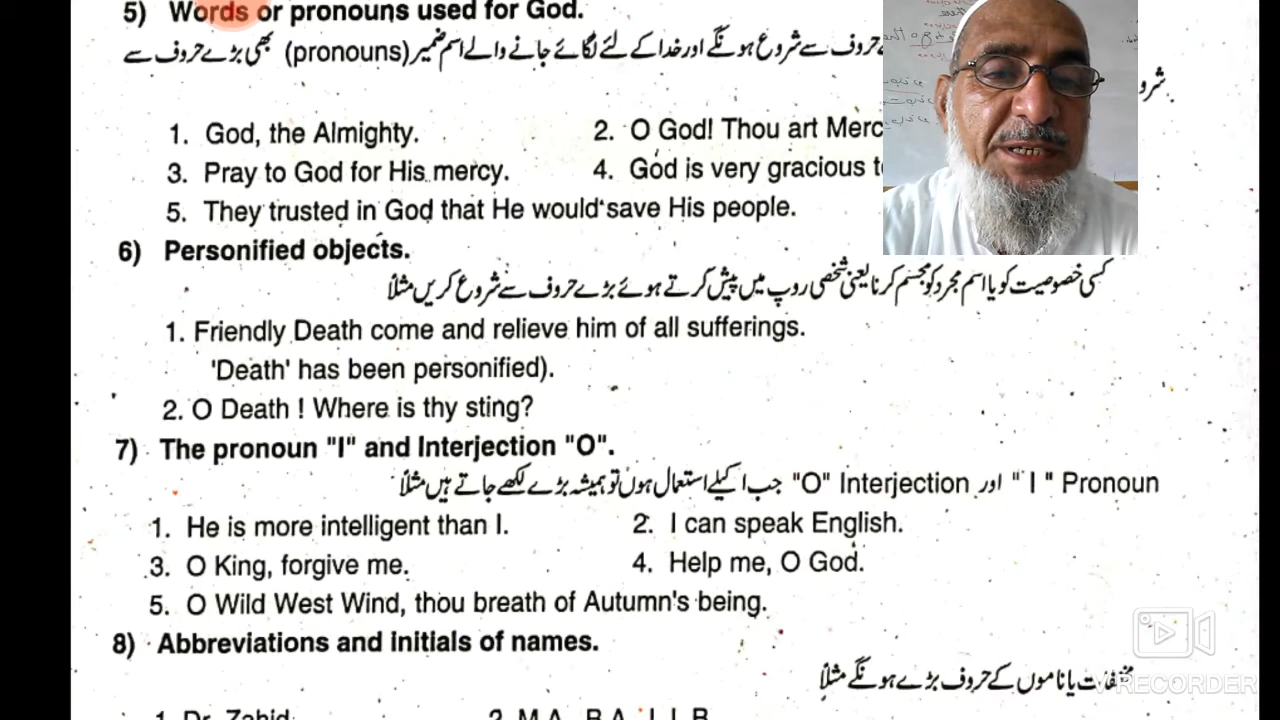 5) Words or pronouns used for God.
حروف سے شروع ہونگے اور خدا کے لئے لگائے جانے والے اسم ضمیر (pronouns) بھی بڑے حروف سے
شرو
1. God, the Almighty.
2. O God! Thou art Merc
3. Pray to God for His mercy.
4. God is very gracious t
5. They trusted in God that He would save His people.
6) Personified objects.
کسی خصوصیت کو یا اسم مجرد کو مجسم کرنا یعنی شخصی روپ میں پیش کرتے ہوئے بڑے حروف سے شروع کریں مثلاً
1. Friendly Death come and relieve him of all sufferings.
'Death' has been personified).
2. O Death ! Where is thy sting?
7) The pronoun "I" and Interjection "O".
Pronoun "I" اور Interjection "O" جب اکیلے استعمال ہوں تو ہمیشہ بڑے لکھے جاتے ہیں مثلاً
1. He is more intelligent than I.
2. I can speak English.
3. O King, forgive me.
4. Help me, O God.
5. O Wild West Wind, thou breath of Autumn's being.
8) Abbreviations and initials of names.
مخففات یا ناموں کے حروف بڑے ہونگے مثلاً
V RECORDER
1. Dr. Zahid
2. M.A., B.A., L.L.B